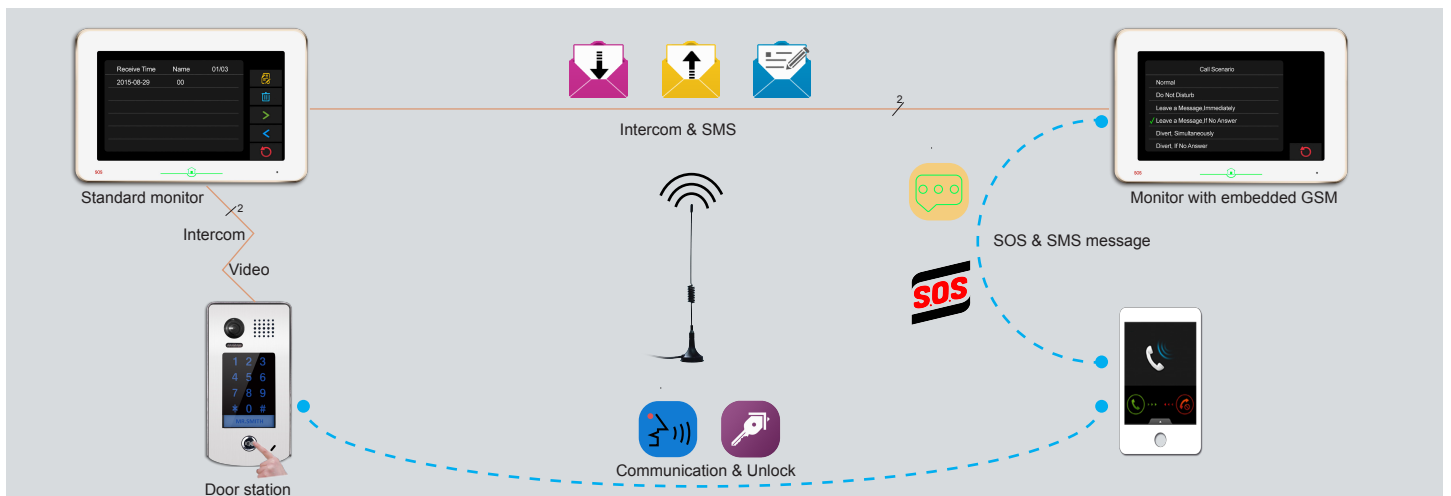 Receive Time Name 01/03
2015-08-29 00
SOS
Standard monitor
2
Intercom
Video
1 2 3
4 5 6
7 8 9
* 0 #
MR.SMITH
Door station
Intercom & SMS
2
Call Scenario
Normal
Do Not Disturb
Leave a Message,Immediately
Leave a Message,If No Answer
Divert, Simultaneously
Divert, If No Answer
SOS
Monitor with embedded GSM
SOS & SMS message
S.O.S
Communication & Unlock